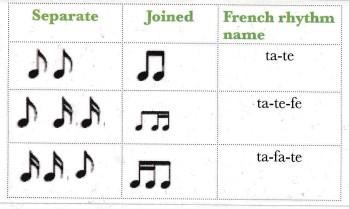 Separate Joined French rhythm
name
ta-te
ta-te-fe
ta-fa-te